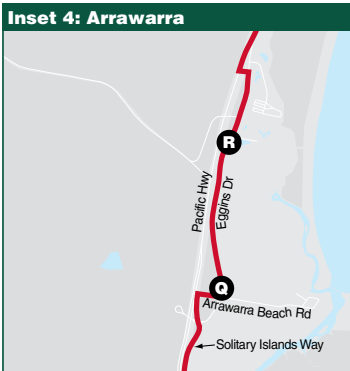 Inset 4: Arrawarra
R
Pacific Hwy
Eggins Dr
Q
Arrawarra Beach Rd
Solitary Islands Way